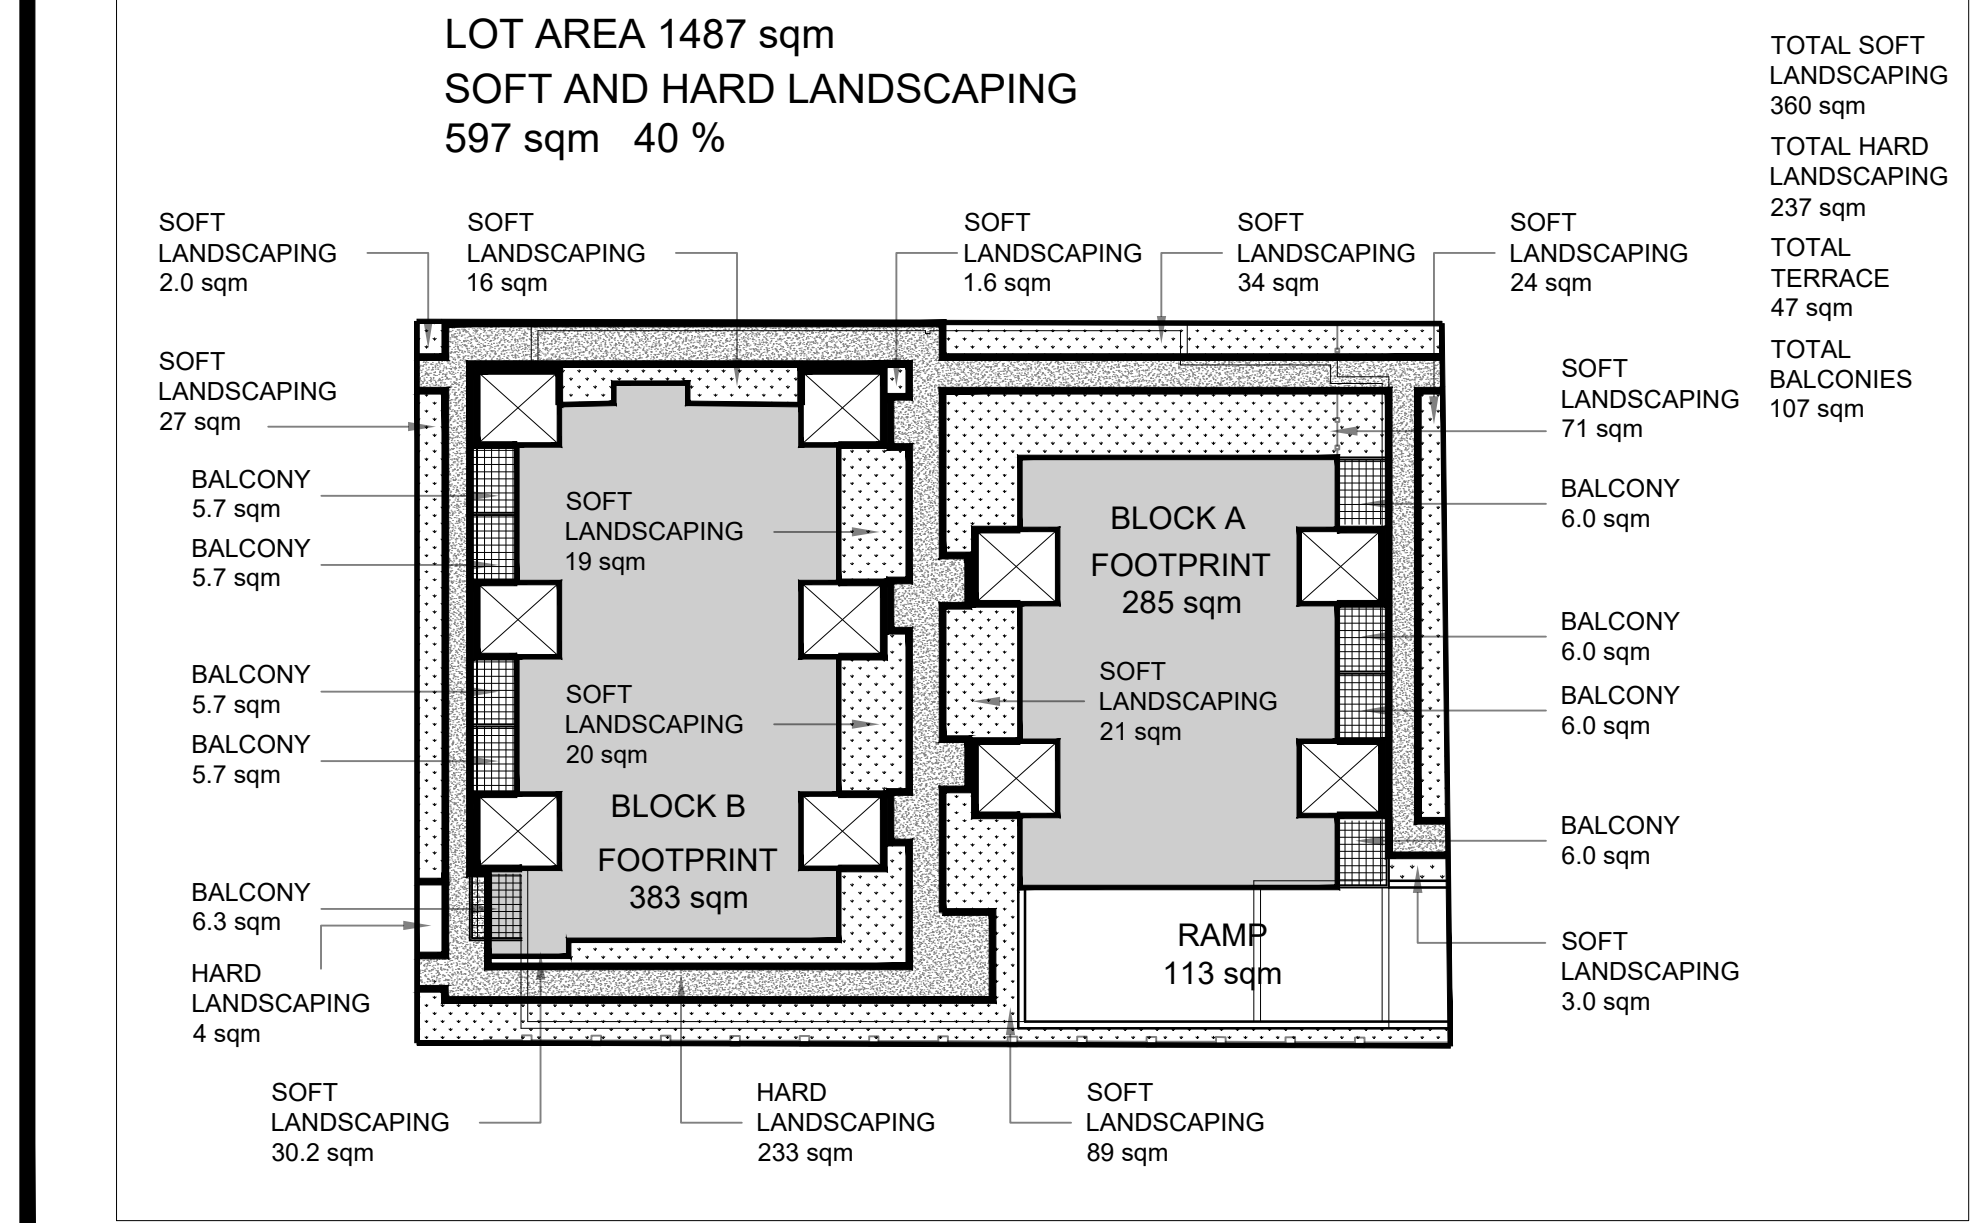 LOT AREA 1487 sqm
SOFT AND HARD LANDSCAPING
597 sqm 40 %
TOTAL SOFT
LANDSCAPING
360 sqm
TOTAL HARD
LANDSCAPING
237 sqm
TOTAL
TERRACE
47 sqm
TOTAL
BALCONIES
107 sqm
SOFT
LANDSCAPING
2.0 sqm
SOFT
LANDSCAPING
16 sqm
SOFT
LANDSCAPING
1.6 sqm
SOFT
LANDSCAPING
34 sqm
SOFT
LANDSCAPING
24 sqm
SOFT
LANDSCAPING
27 sqm
BALCONY
5.7 sqm
BALCONY
5.7 sqm
BALCONY
5.7 sqm
BALCONY
5.7 sqm
BALCONY
6.3 sqm
HARD
LANDSCAPING
4 sqm
SOFT
LANDSCAPING
19 sqm
SOFT
LANDSCAPING
20 sqm
BLOCK B
FOOTPRINT
383 sqm
BLOCK A
FOOTPRINT
285 sqm
SOFT
LANDSCAPING
21 sqm
RAMP
113 sqm
SOFT
LANDSCAPING
71 sqm
BALCONY
6.0 sqm
BALCONY
6.0 sqm
BALCONY
6.0 sqm
BALCONY
6.0 sqm
SOFT
LANDSCAPING
3.0 sqm
SOFT
LANDSCAPING
30.2 sqm
HARD
LANDSCAPING
233 sqm
SOFT
LANDSCAPING
89 sqm